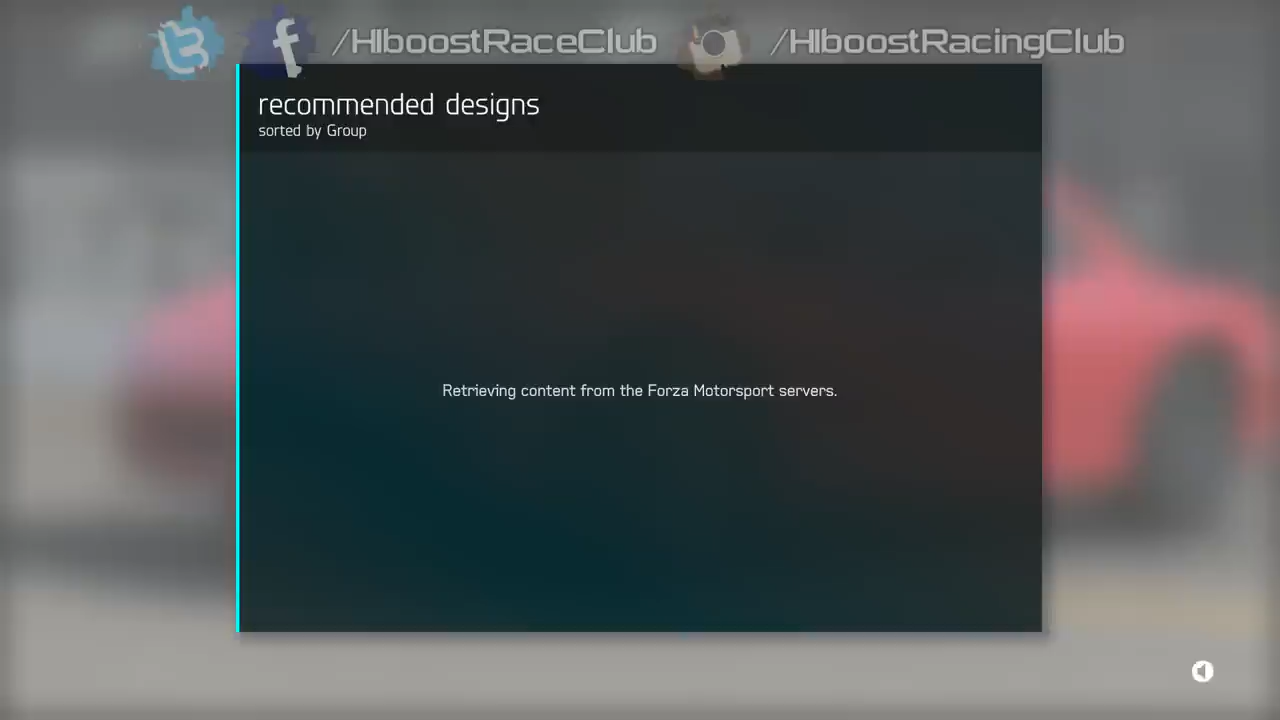 /HIboostRaceClub /HIboostRacingClub
recommended designs
sorted by Group
Retrieving content from the Forza Motorsport servers.